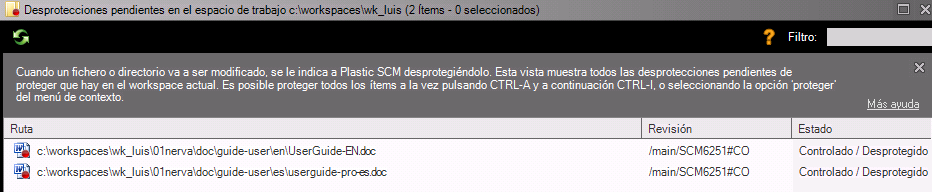 Desprotecciones pendientes en el espacio de trabajo c:\workspaces\wk_luis (2 Ítems - 0 seleccionados)
? Filtro:
Cuando un fichero o directorio va a ser modificado, se le indica a Plastic SCM desprotegiéndolo. Esta vista muestra todos las desprotecciones pendientes de
proteger que hay en el workspace actual. Es posible proteger todos los ítems a la vez pulsando CTRL-A y a continuación CTRL-I, o seleccionando la opción 'proteger'
del menú de contexto.
Más ayuda
Ruta Revisión Estado
c:\workspaces\wk_luis\01nerva\doc\guide-user\en\UserGuide-EN.doc /main/SCM6251#CO Controlado / Desprotegido
c:\workspaces\wk_luis\01nerva\doc\guide-user\es\userguide-pro-es.doc /main/SCM6251#CO Controlado / Desprotegido